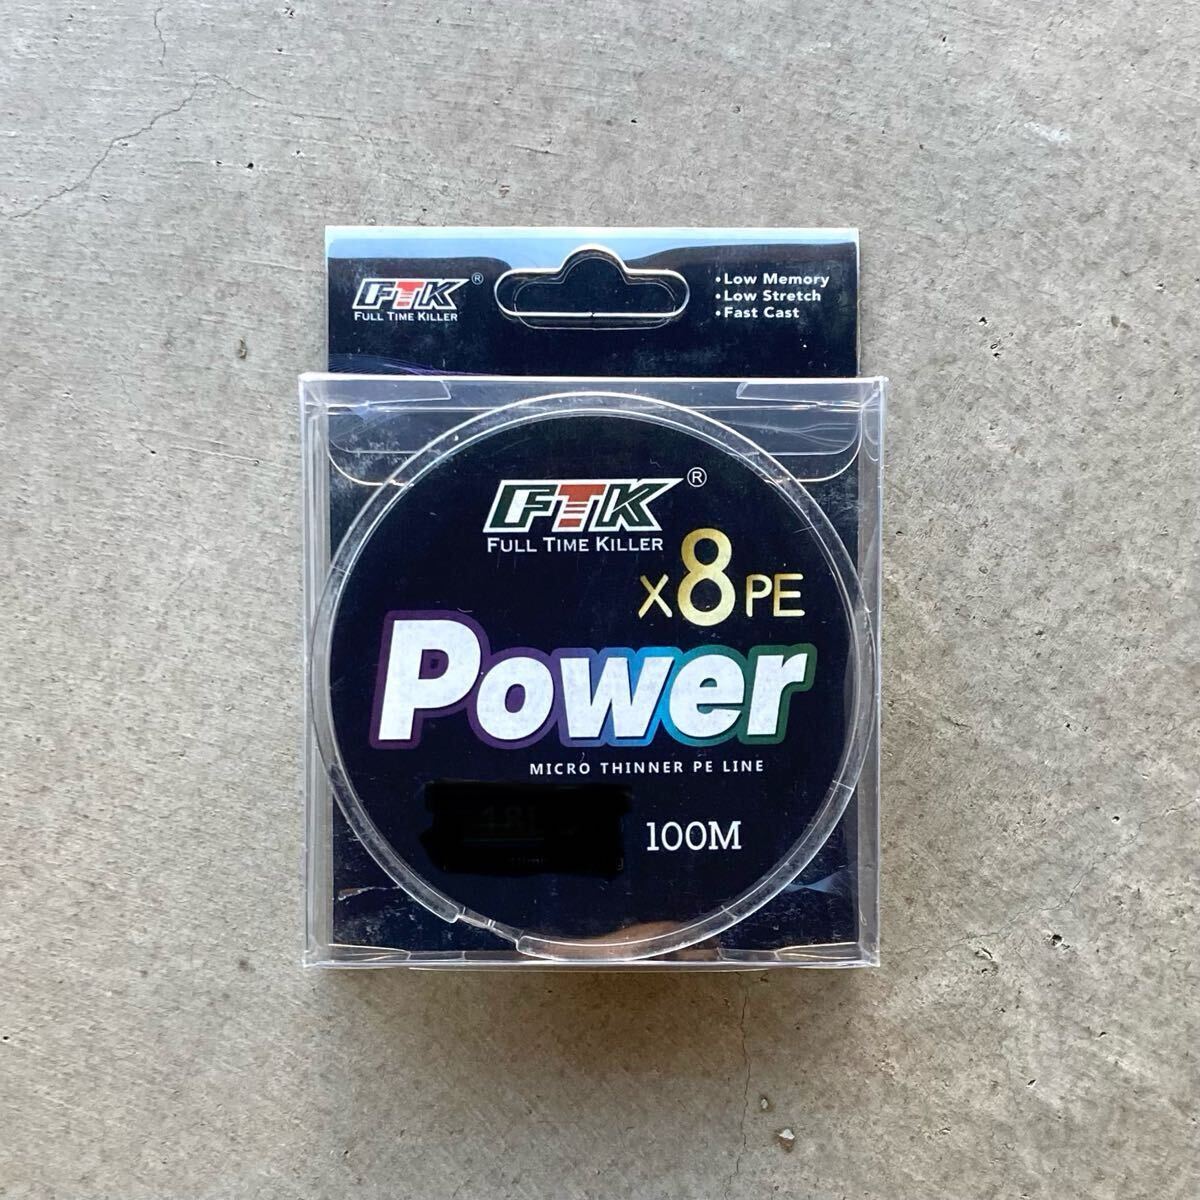 FTK®
FULL TIME KILLER
•Low Memory
•Low Stretch
•Fast Cast
FTK®
FULL TIME KILLER
X8PE
Power
MICRO THINNER PE LINE
100M